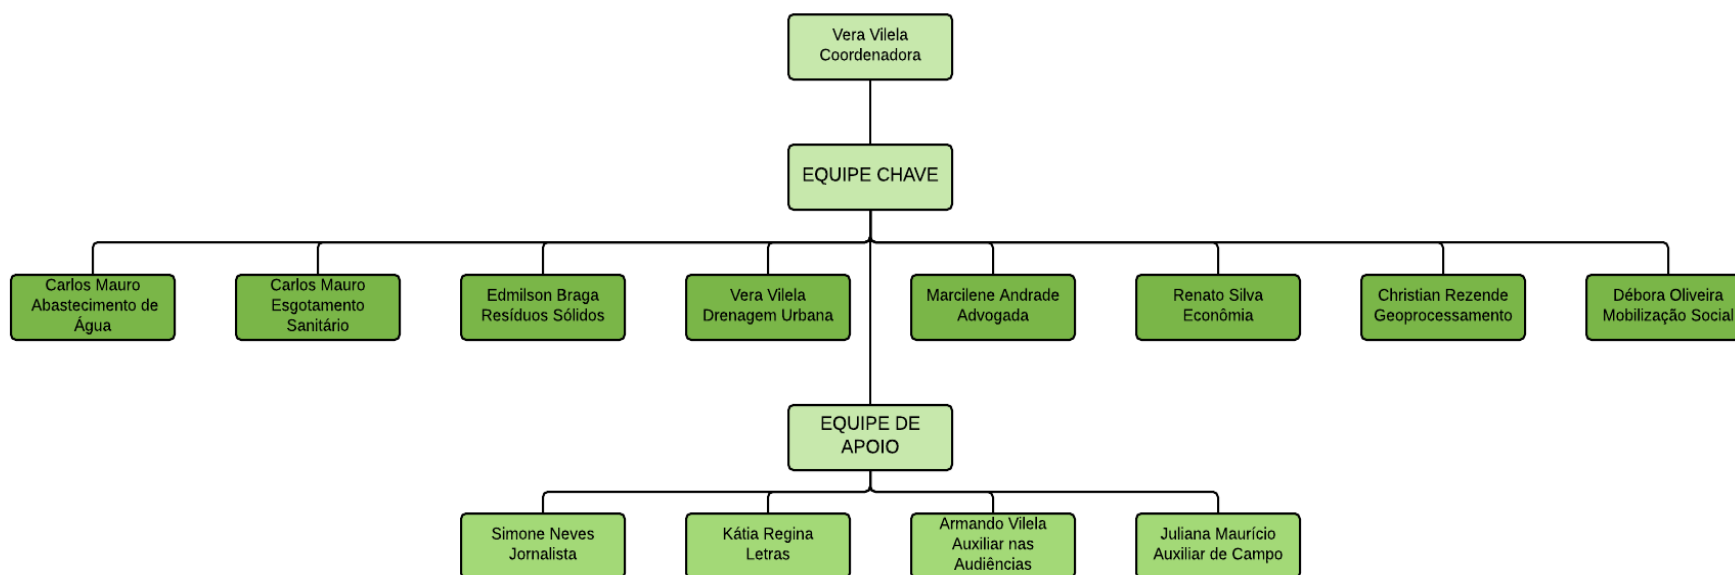 Vera Vilela
Coordenadora
EQUIPE CHAVE
Carlos Mauro
Abastecimento de
Água
Carlos Mauro
Esgotamento
Sanitário
Edmilson Braga
Resíduos Sólidos
Vera Vilela
Drenagem Urbana
Marcilene Andrade
Advogada
Renato Silva
Econômia
Christian Rezende
Geoprocessamento
Débora Oliveira
Mobilização Social
EQUIPE DE
APOIO
Simone Neves
Jornalista
Kátia Regina
Letras
Armando Vilela
Auxiliar nas
Audiências
Juliana Maurício
Auxiliar de Campo